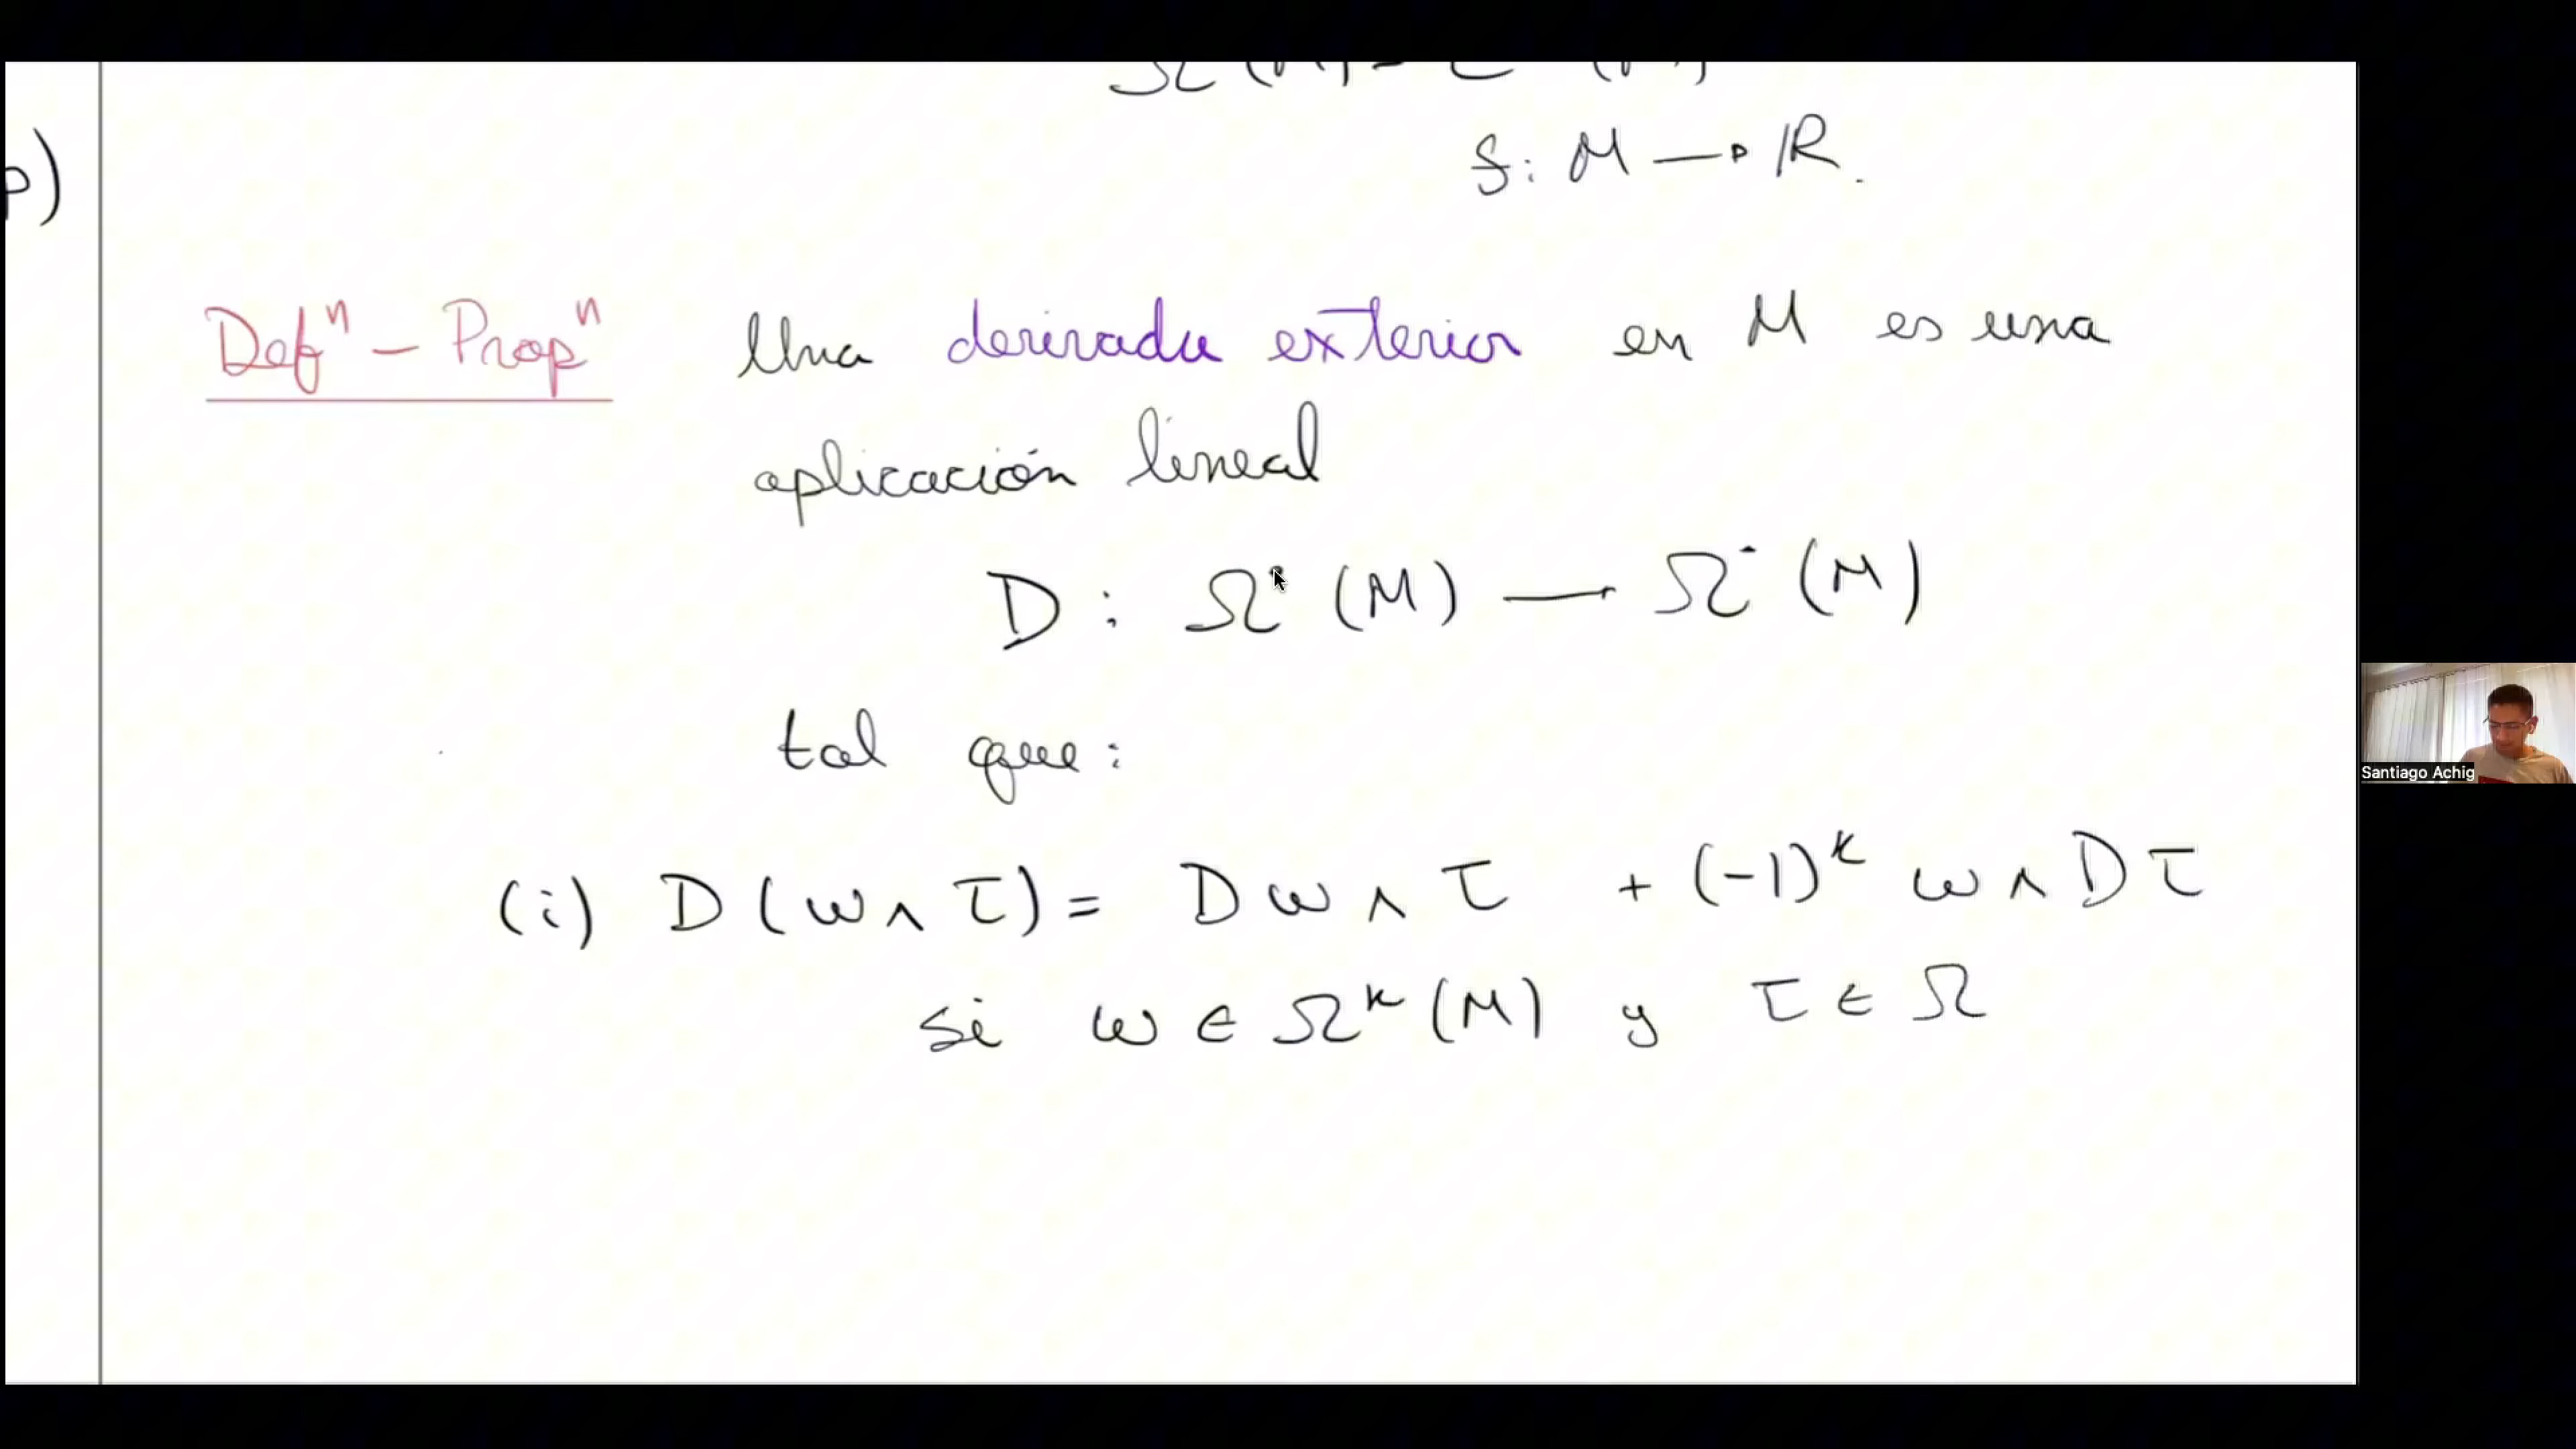 f: M → ℝ.
p)
Defⁿ – Propⁿ Una derivada exterior en M es una
aplicación lineal
D : Ω˙(M) → Ω˙(M)
tal que:
(i) D(ω ∧ τ) = Dω ∧ τ + (-1)ᵏ ω ∧ Dτ
si ω ∈ Ωᵏ(M) y τ ∈ Ω
Santiago Achig